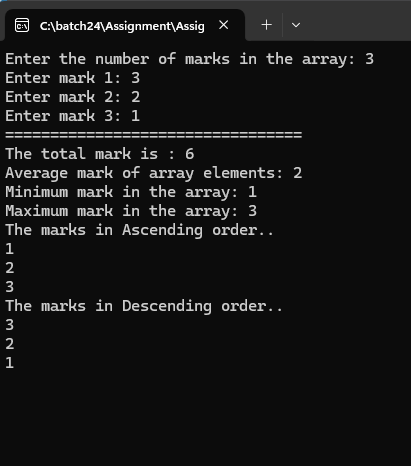 C:\batch24\Assignment\Assig
Enter the number of marks in the array: 3
Enter mark 1: 3
Enter mark 2: 2
Enter mark 3: 1
=================================
The total mark is : 6
Average mark of array elements: 2
Minimum mark in the array: 1
Maximum mark in the array: 3
The marks in Ascending order..
1
2
3
The marks in Descending order..
3
2
1